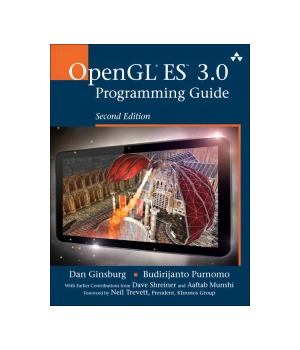 OpenGL® ES™ 3.0
Programming Guide
Second Edition
Dan Ginsburg ■ Budirijanto Purnomo
With Earlier Contributions from Dave Shreiner and Aaftab Munshi
Foreword by Neil Trevett, President, Khronos Group